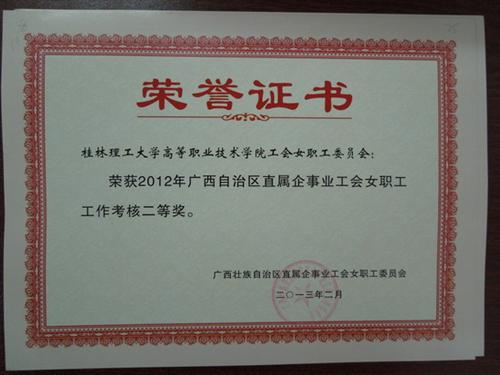 荣誉证书
桂林理工大学高等职业技术学院工会女职工委员会：
荣获2012年广西自治区直属企事业工会女职工
工作考核二等奖。
广西壮族自治区直属企事业工会女职工委员会
二〇一三年二月